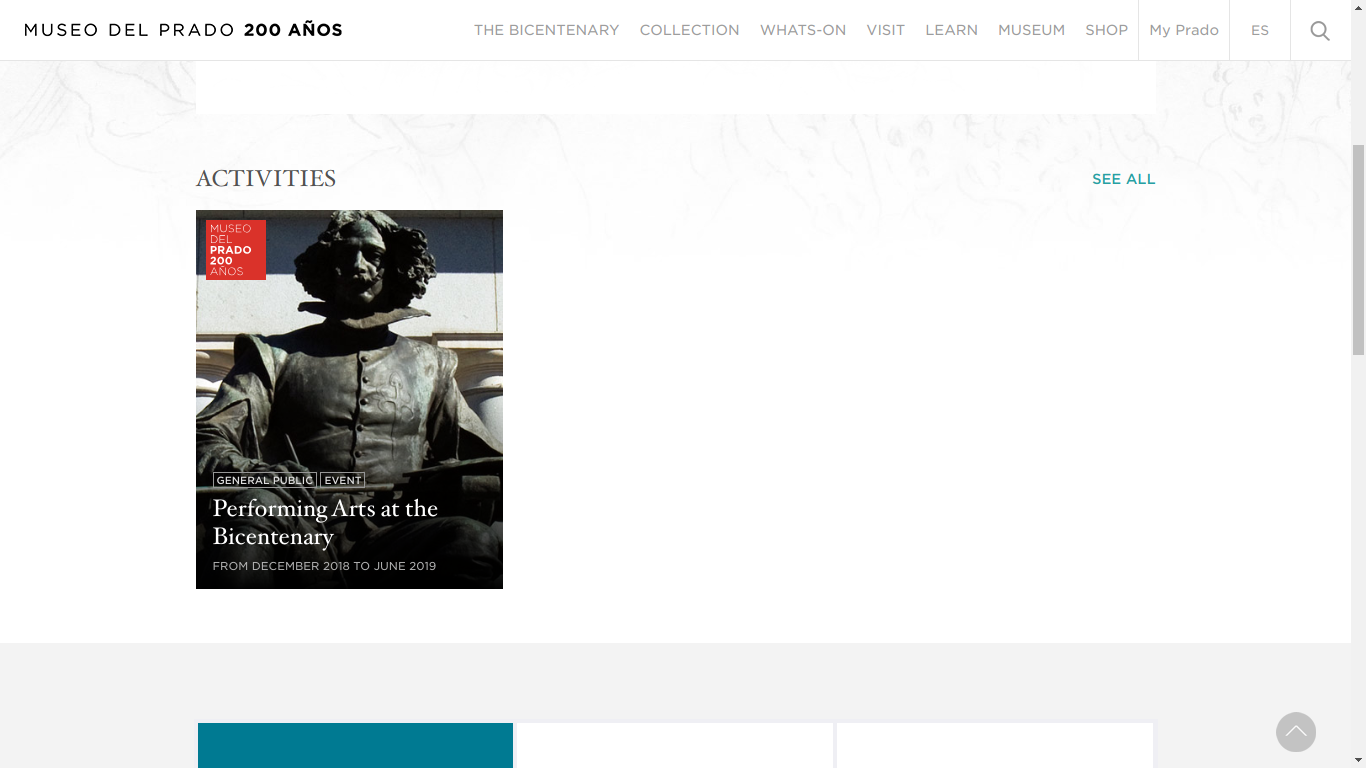 MUSEO DEL PRADO 200 AÑOS
THE BICENTENARY COLLECTION WHATS-ON VISIT LEARN MUSEUM SHOP My Prado ES
ACTIVITIES
SEE ALL
MUSEO
DEL
PRADO
200
AÑOS
GENERAL PUBLIC EVENT
Performing Arts at the
Bicentenary
FROM DECEMBER 2018 TO JUNE 2019